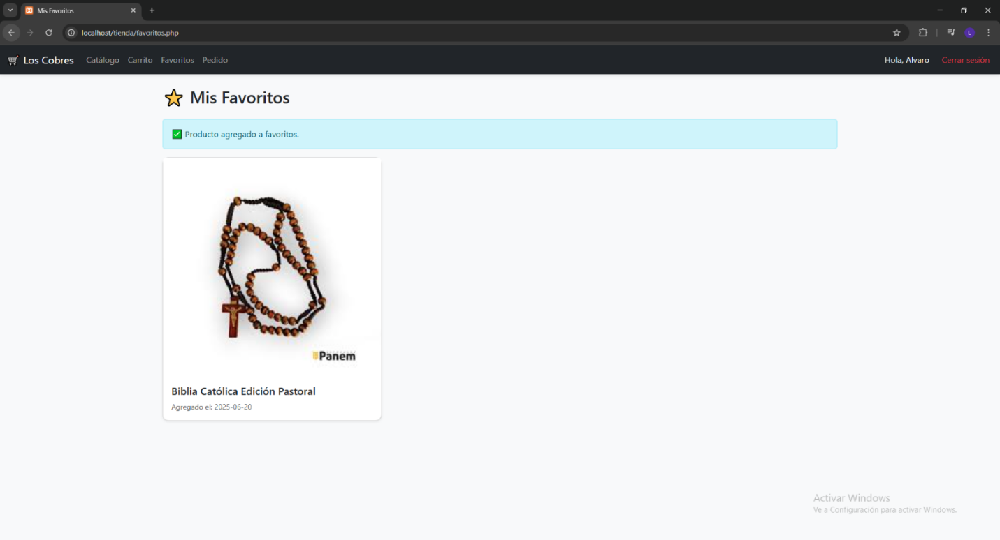 Mis Favoritos
localhost/tienda/favoritos.php
L
Los Cobres Catálogo Carrito Favoritos Pedido Hola, Alvaro Cerrar sesión
Mis Favoritos
Producto agregado a favoritos.
Panem
Biblia Católica Edición Pastoral
Agregado el: 2025-06-20
Activar Windows
Ve a Configuración para activar Windows.